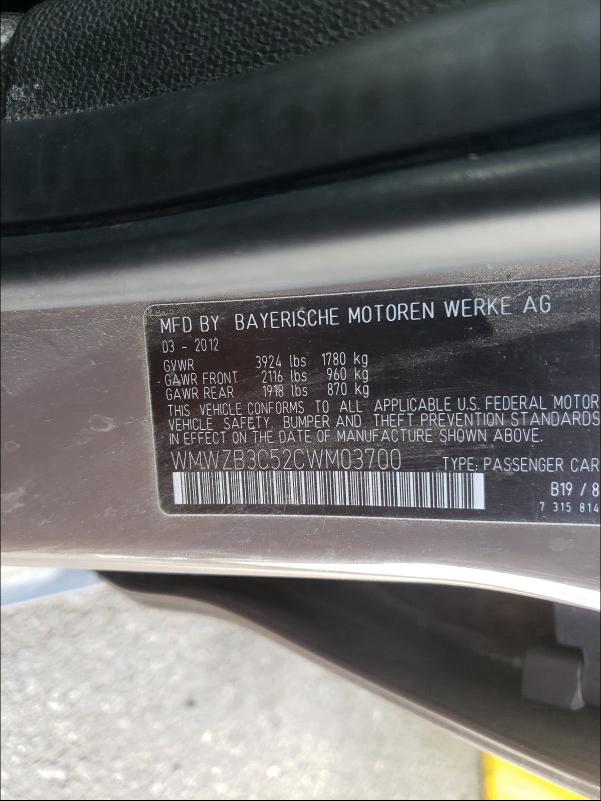 MFD BY BAYERISCHE MOTOREN WERKE AG
03 - 2012
GVWR 3924 lbs 1780 kg
GAWR FRONT 2116 lbs 960 kg
GAWR REAR 1918 lbs 870 kg
THIS VEHICLE CONFORMS TO ALL APPLICABLE U.S. FEDERAL MOTOR
VEHICLE SAFETY, BUMPER AND THEFT PREVENTION STANDARDS
IN EFFECT ON THE DATE OF MANUFACTURE SHOWN ABOVE.
WMWZB3C52CWM03700 TYPE: PASSENGER CAR
B19 / 8
7 315 814